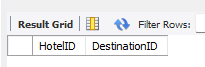 Result Grid Filter Rows:
HotelID DestinationID